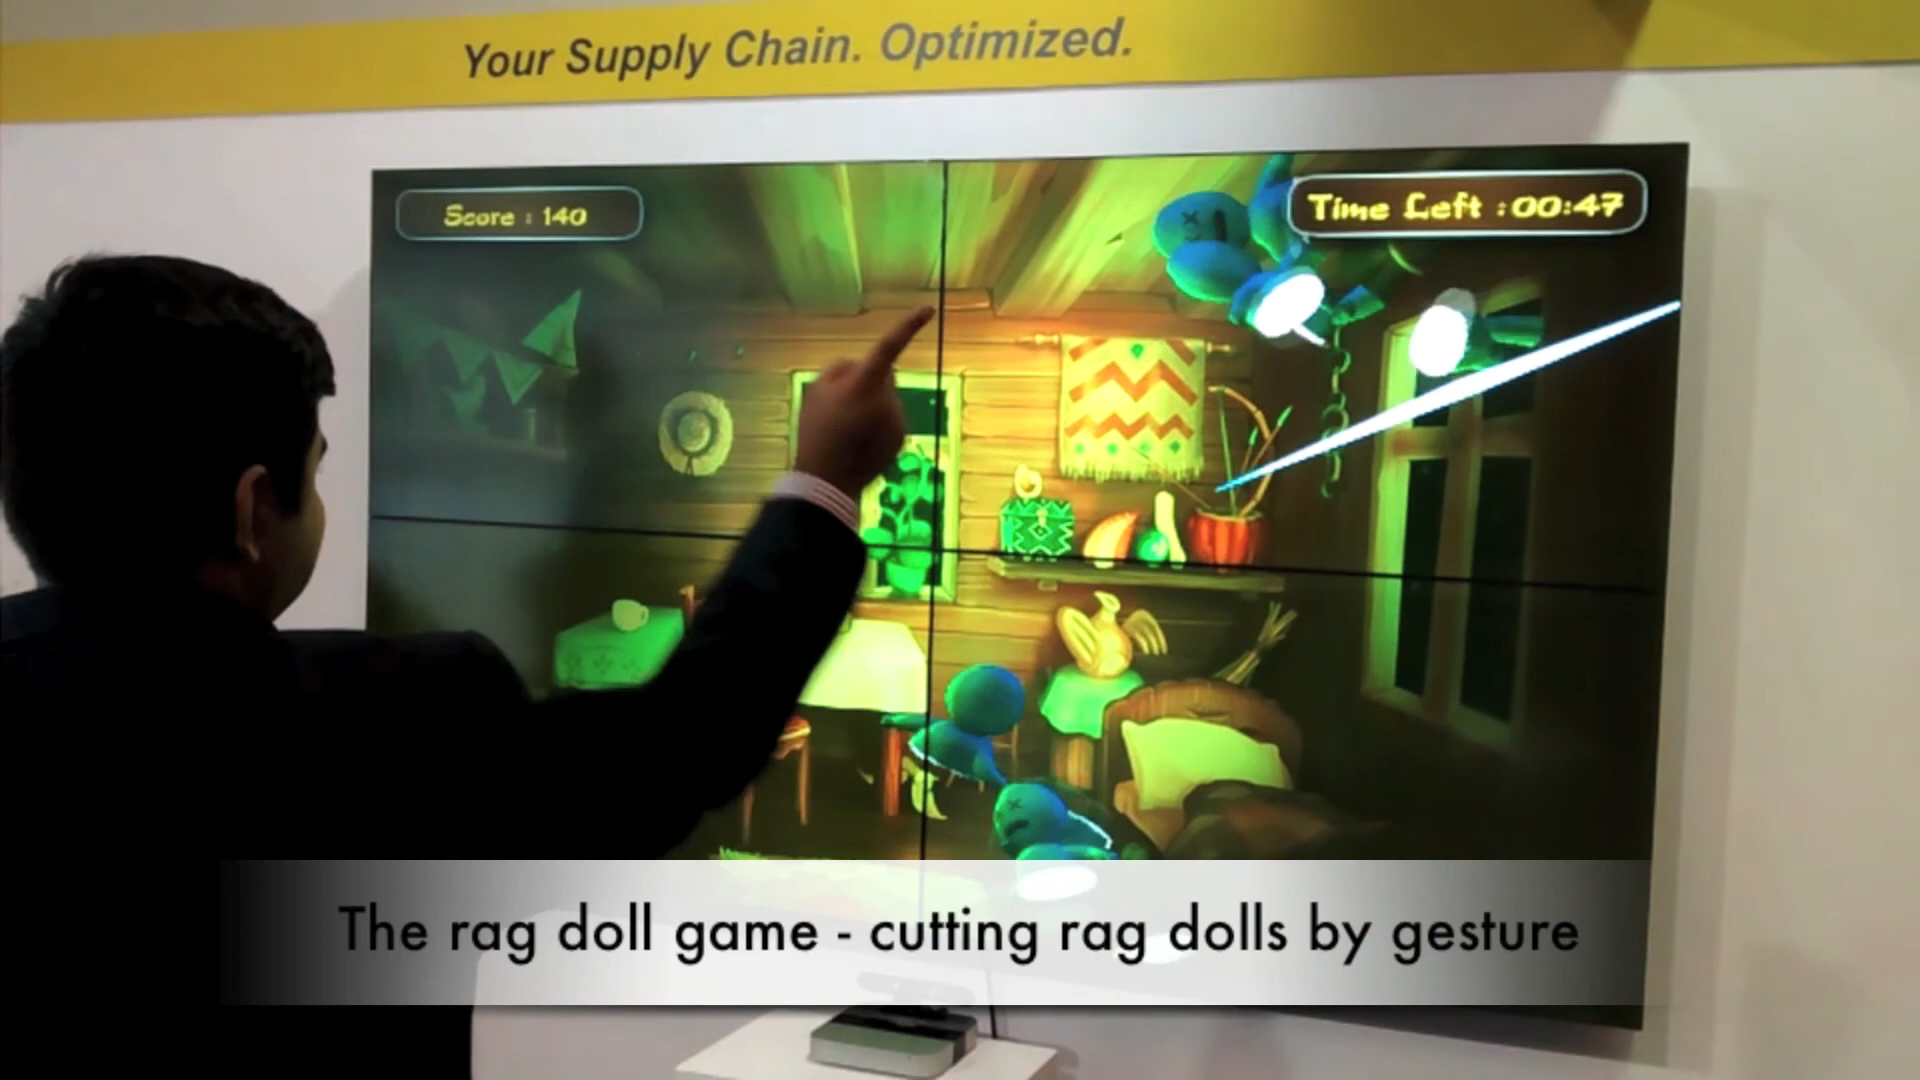 Your Supply Chain. Optimized.
Score : 140
Time Left :00:47
The rag doll game - cutting rag dolls by gesture